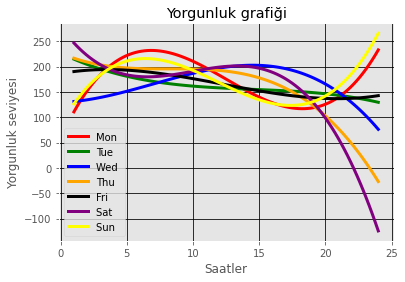 Yorgunluk grafiği
Yorgunluk seviyesi
250
200
150
100
50
0
−50
−100
Mon
Tue
Wed
Thu
Fri
Sat
Sun
0 5 10 15 20 25
Saatler